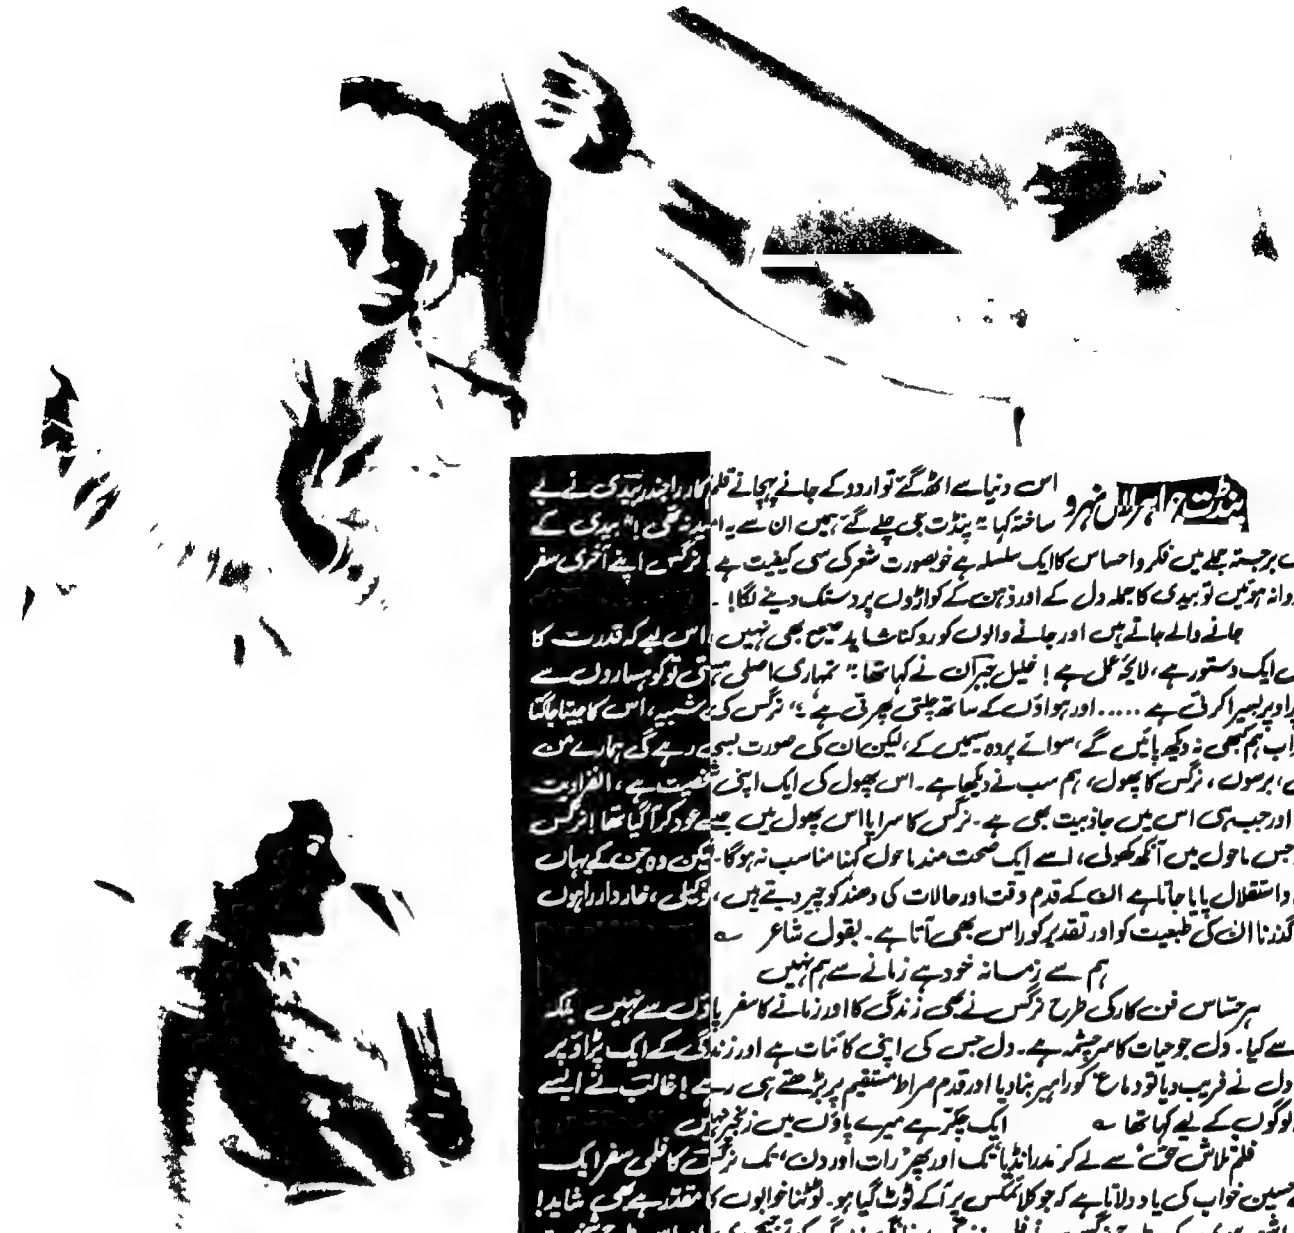 پنڈت جواہر لال نہرو اس دنیا سے اٹھ گئے تو اردو کے جانے پہچانے قلم کار راجندر بیدی نے بے
ساختہ کہا " پنڈت جی چلے گئے ہمیں ان سے یہ امید نہ تھی !" بیدی کے
برجستہ جملے میں فکر و احساس کا ایک سلسلہ ہے خوبصورت شعر کی سی کیفیت ہے ! نرگس اپنے آخری سفر
روانہ ہوئیں تو بیدی کا جملہ دل کے اور ذہن کے کواڑوں پر دستک دینے لگا ! ۔
جانے والے جاتے ہیں اور جانے والوں کو روکنا شاید صحیح بھی نہیں، اس لیے کہ قدرت کا
ایک دستور ہے، لائحہ عمل ہے ! خلیل جبران نے کہا تھا : " تمہاری اصلی ہستی تو کوہساروں سے
اوپر بسیرا کرتی ہے ..... اور ہواؤں کے ساتھ چلتی پھرتی ہے ،" نرگس کی شبیہ، اس کا جیتا جاگتا
اب ہم کبھی نہ دیکھ پائیں گے، سوائے پردہ سیمیں کے، لیکن ان کی صورت بسی رہے گی ہمارے من
برسوں ، نرگس کا پھول، ہم سب نے دیکھا ہے ۔ اس پھول کی ایک اپنی شخصیت ہے ، انفرادیت
اور جب ہی اس میں جاذبیت بھی ہے ۔ نرگس کا سراپا اس پھول میں جیسے عود کر آگیا تھا ! نرگس
جس ماحول میں آنکھ کھولی، اسے ایک صحت مند ماحول کہنا مناسب نہ ہوگا ۔ لیکن وہ جن کے یہاں
و استقلال پایا جاتا ہے ان کے قدم وقت اور حالات کی دھند کو چیر دیتے ہیں ، نوکیلی ، خاردار راہوں
گذرنا ان کی طبیعت کو اور تقدیر کو راس بھی آتا ہے ۔ بقول شاعر ؎
ہم سے زمانہ خود ہے زمانے سے ہم نہیں
ہر حساس فن کار کی طرح نرگس نے بھی زندگی کا اور زمانے کا سفر پاؤں سے نہیں بلکہ
سے کیا ۔ دل جو حیات کا سرچشمہ ہے ۔ دل جس کی اپنی کائنات ہے اور زندگی کے ایک پڑاؤ پر
دل نے فریب دیا تو دماغ کو راہبر بنا دیا اور قدم صراط مستقیم پر بڑھتے ہی رہے ! غالب نے ایسے
لوگوں کے لیے کہا تھا ؎ ایک چکر ہے میرے پاؤں میں زنجیر نہیں
فلم تلاش حق سے لے کر مدر انڈیا تک اور پھر رات اور دن، تک نرگس کا فلمی سفر ایک
حسین خواب کی یاد دلاتا ہے کہ جو کلائمکس پر آ کے ٹوٹ گیا ہو ۔ ٹوٹنا خوابوں کا مقدر ہے بھی شاید !